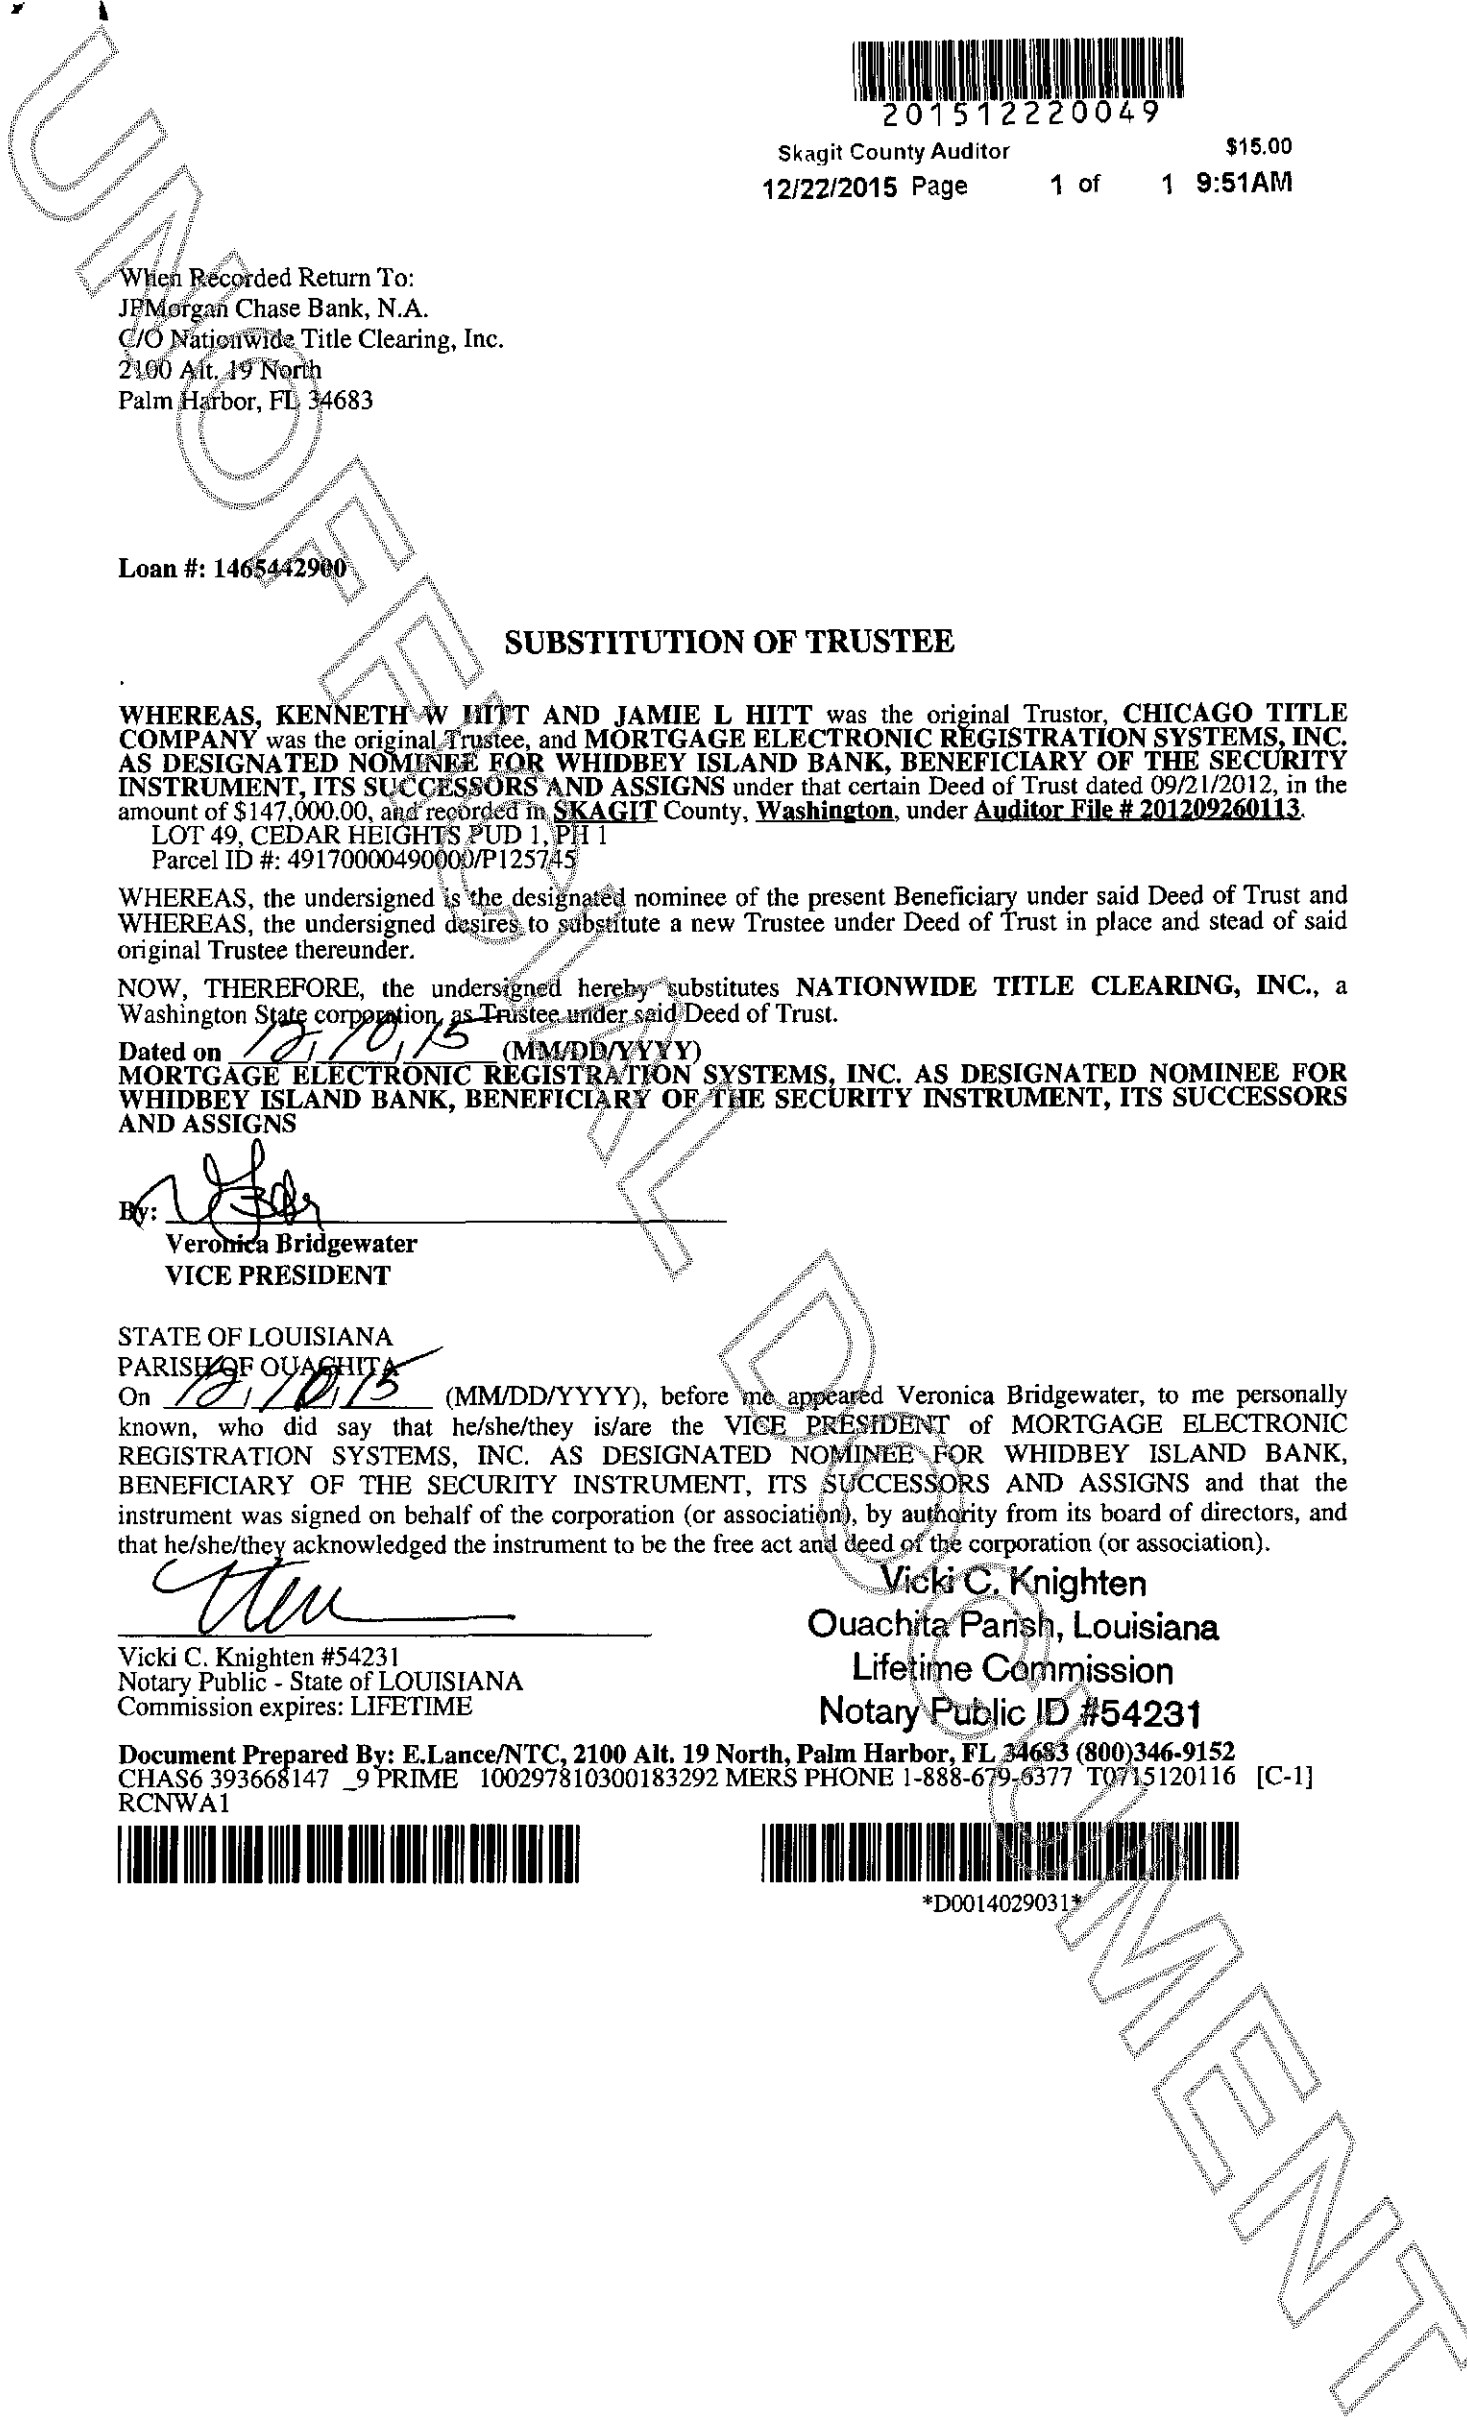 201512220049
Skagit County Auditor $15.00
12/22/2015 Page 1 of 1 9:51AM
When Recorded Return To:
JPMorgan Chase Bank, N.A.
C/O Nationwide Title Clearing, Inc.
2100 Alt. 19 North
Palm Harbor, FL 34683
Loan #: 1465442900
SUBSTITUTION OF TRUSTEE
WHEREAS, KENNETH W HITT AND JAMIE L HITT was the original Trustor, CHICAGO TITLE
COMPANY was the original Trustee, and MORTGAGE ELECTRONIC REGISTRATION SYSTEMS, INC.
AS DESIGNATED NOMINEE FOR WHIDBEY ISLAND BANK, BENEFICIARY OF THE SECURITY
INSTRUMENT, ITS SUCCESSORS AND ASSIGNS under that certain Deed of Trust dated 09/21/2012, in the
amount of $147,000.00, and recorded in SKAGIT County, Washington, under Auditor File # 201209260113.
LOT 49, CEDAR HEIGHTS PUD 1, PH 1
Parcel ID #: 49170000490000/P125745
WHEREAS, the undersigned is the designated nominee of the present Beneficiary under said Deed of Trust and
WHEREAS, the undersigned desires to substitute a new Trustee under Deed of Trust in place and stead of said
original Trustee thereunder.
NOW, THEREFORE, the undersigned hereby substitutes NATIONWIDE TITLE CLEARING, INC., a
Washington State corporation, as Trustee under said Deed of Trust.
Dated on 12/10/15 (MM/DD/YYYY)
MORTGAGE ELECTRONIC REGISTRATION SYSTEMS, INC. AS DESIGNATED NOMINEE FOR
WHIDBEY ISLAND BANK, BENEFICIARY OF THE SECURITY INSTRUMENT, ITS SUCCESSORS
AND ASSIGNS
By:
Veronica Bridgewater
VICE PRESIDENT
STATE OF LOUISIANA
PARISH OF OUACHITA
On 12/10/15 (MM/DD/YYYY), before me appeared Veronica Bridgewater, to me personally
known, who did say that he/she/they is/are the VICE PRESIDENT of MORTGAGE ELECTRONIC
REGISTRATION SYSTEMS, INC. AS DESIGNATED NOMINEE FOR WHIDBEY ISLAND BANK,
BENEFICIARY OF THE SECURITY INSTRUMENT, ITS SUCCESSORS AND ASSIGNS and that the
instrument was signed on behalf of the corporation (or association), by authority from its board of directors, and
that he/she/they acknowledged the instrument to be the free act and deed of the corporation (or association).
Vicki C. Knighten #54231
Notary Public - State of LOUISIANA
Commission expires: LIFETIME
Vicki C. Knighten
Ouachita Parish, Louisiana
Lifetime Commission
Notary Public ID #54231
Document Prepared By: E.Lance/NTC, 2100 Alt. 19 North, Palm Harbor, FL 34683 (800)346-9152
CHAS6 393668147 _9 PRIME 100297810300183292 MERS PHONE 1-888-679-6377 T0715120116 [C-1]
RCNWA1
*D0014029031*
UNOFFICIAL DOCUMENT